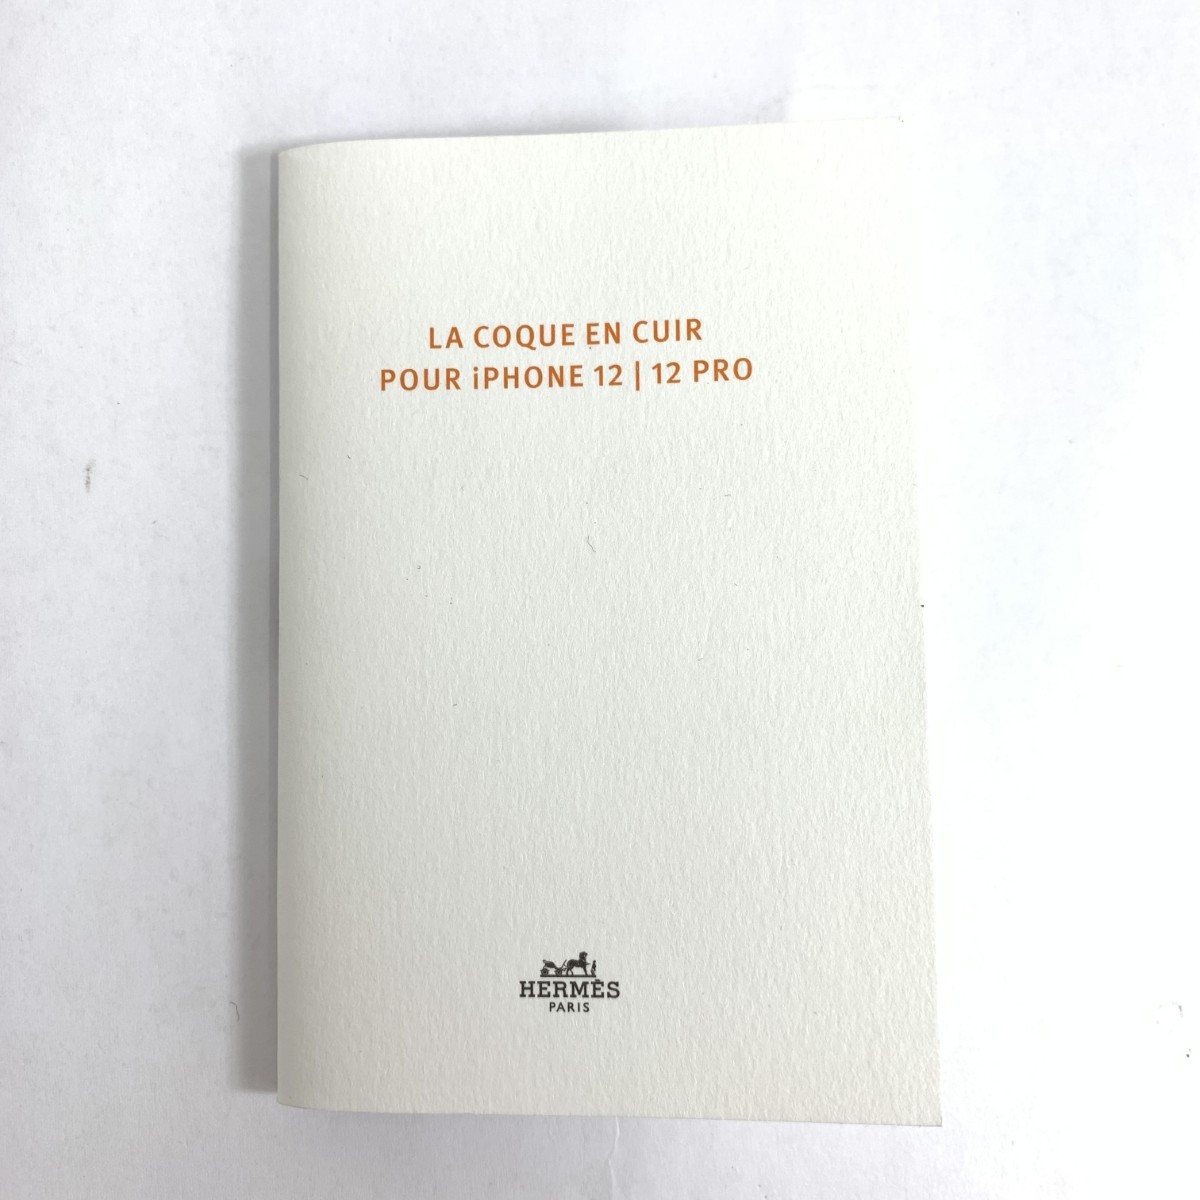 LA COQUE EN CUIR
POUR iPHONE 12 | 12 PRO
HERMÈS
PARIS